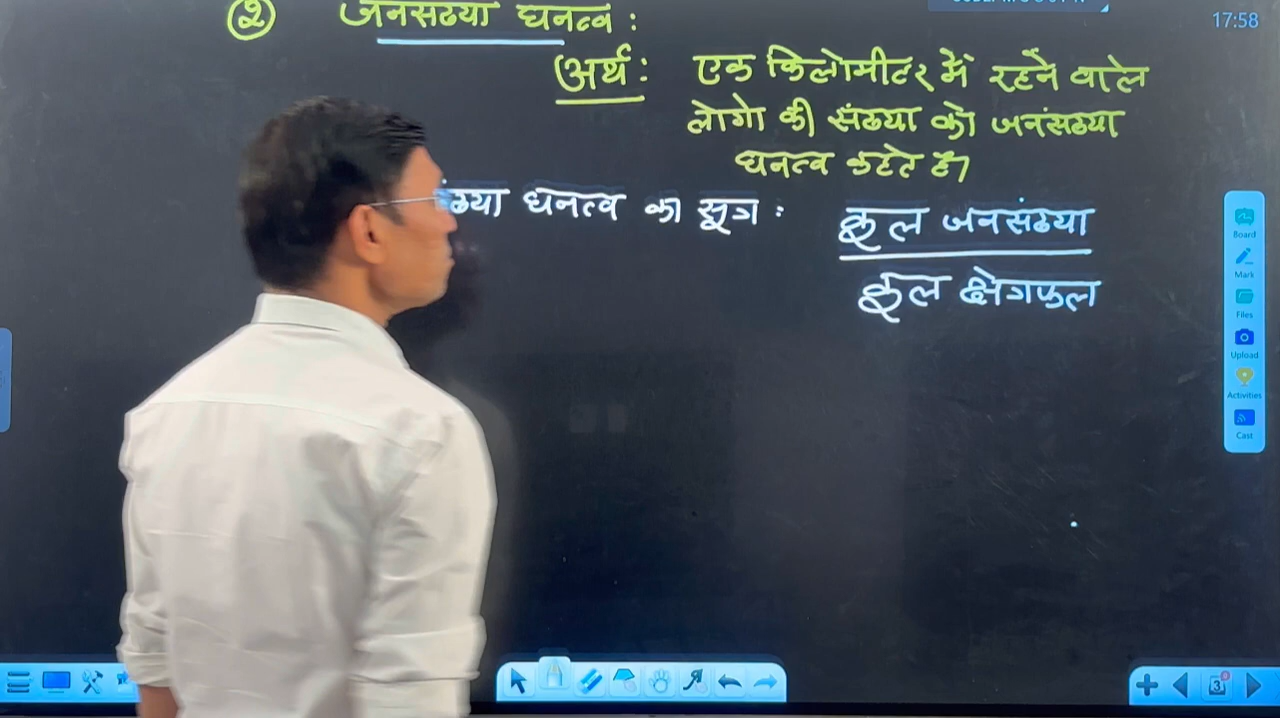 17:58
② जनसंख्या घनत्व :
अर्थ : एक किलोमीटर में रहने वाले
लोगो की संख्या को जनसंख्या
घनत्व कहते है।
ंख्या घनत्व का सूत्र : कुल जनसंख्या
कुल क्षेत्रफल
Board
Mark
Files
Upload
Activities
Cast
3